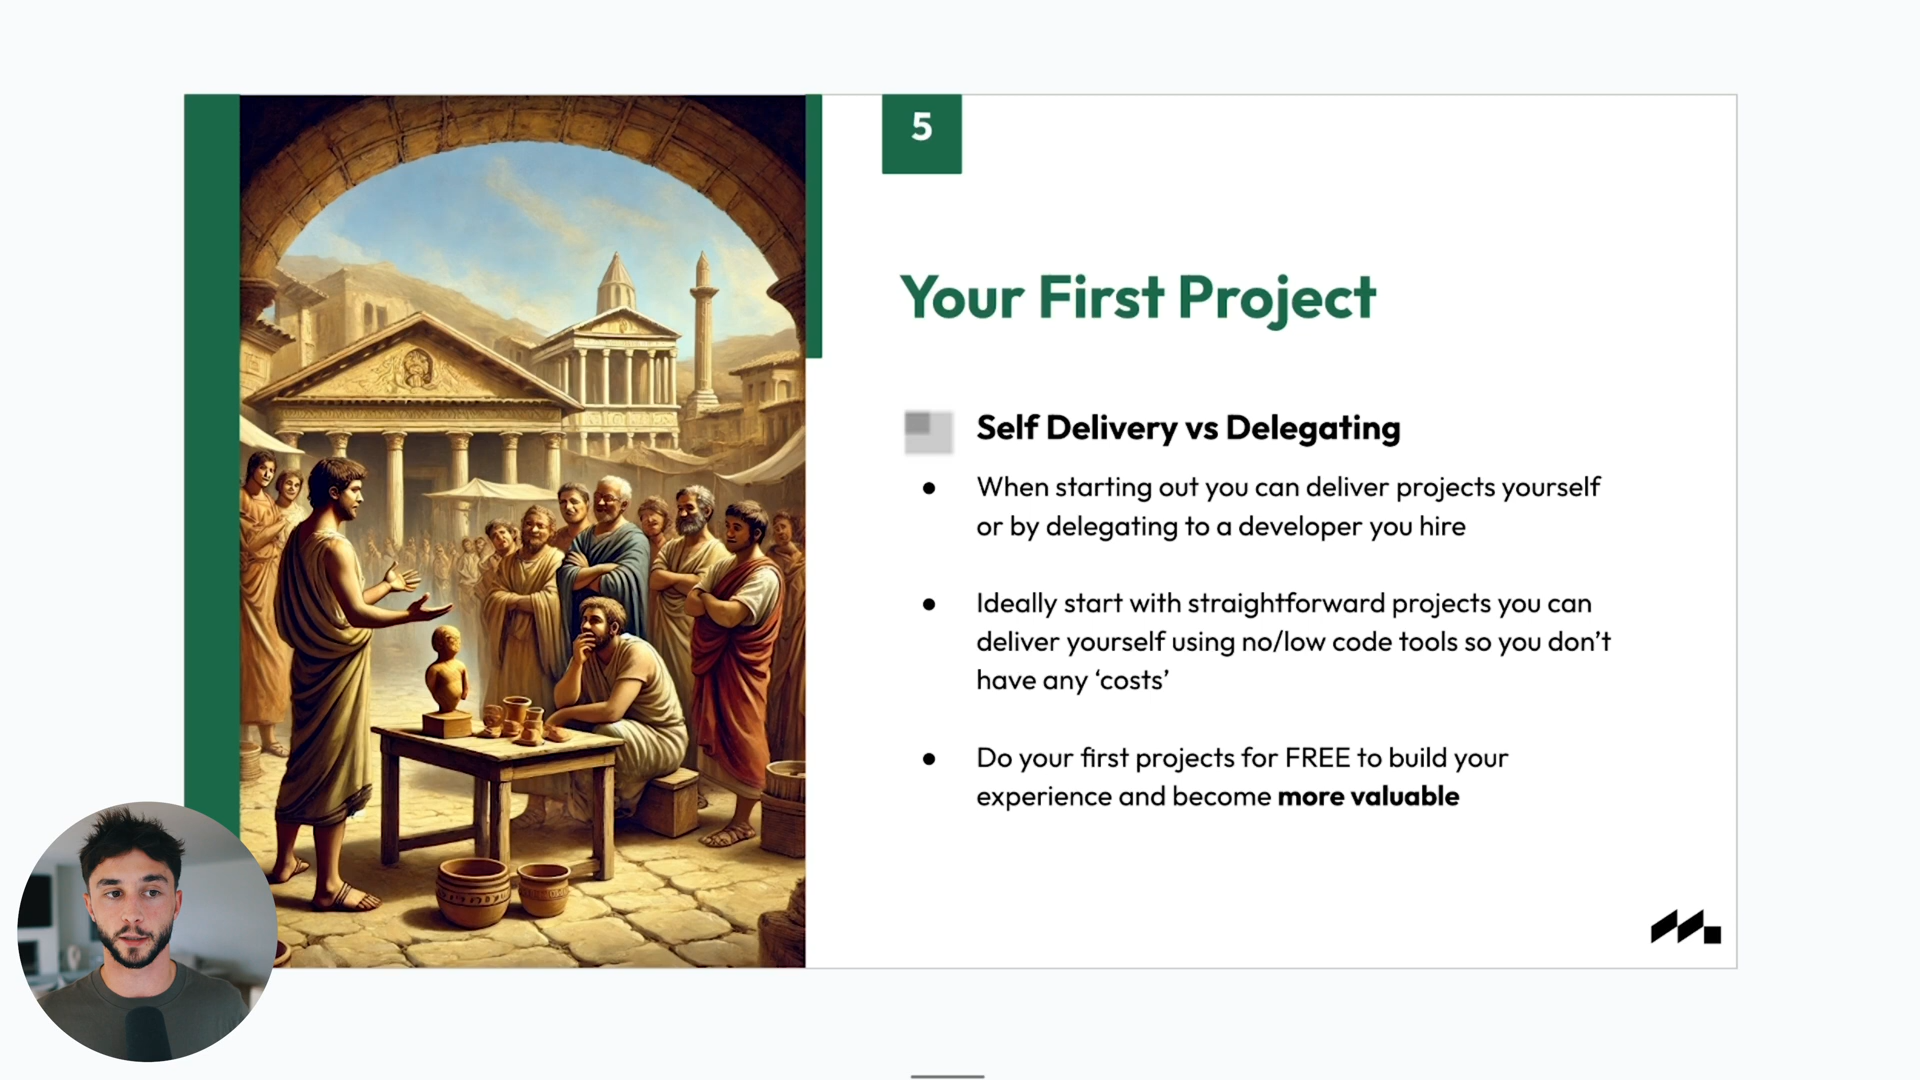 5
Your First Project
Self Delivery vs Delegating
● When starting out you can deliver projects yourself
or by delegating to a developer you hire
● Ideally start with straightforward projects you can
deliver yourself using no/low code tools so you don’t
have any ‘costs’
● Do your first projects for FREE to build your
experience and become more valuable